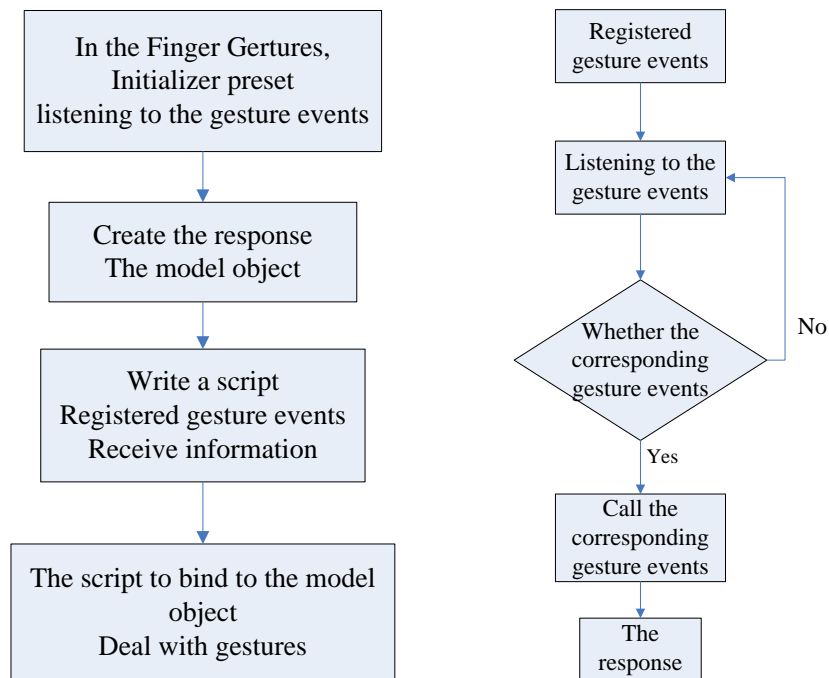 In the Finger Gertures,
Initializer preset
listening to the gesture events
Create the response
The model object
Write a script
Registered gesture events
Receive information
The script to bind to the model
object
Deal with gestures
Registered
gesture events
Listening to the
gesture events
Whether the
corresponding
gesture events
No
Yes
Call the
corresponding
gesture events
The
response